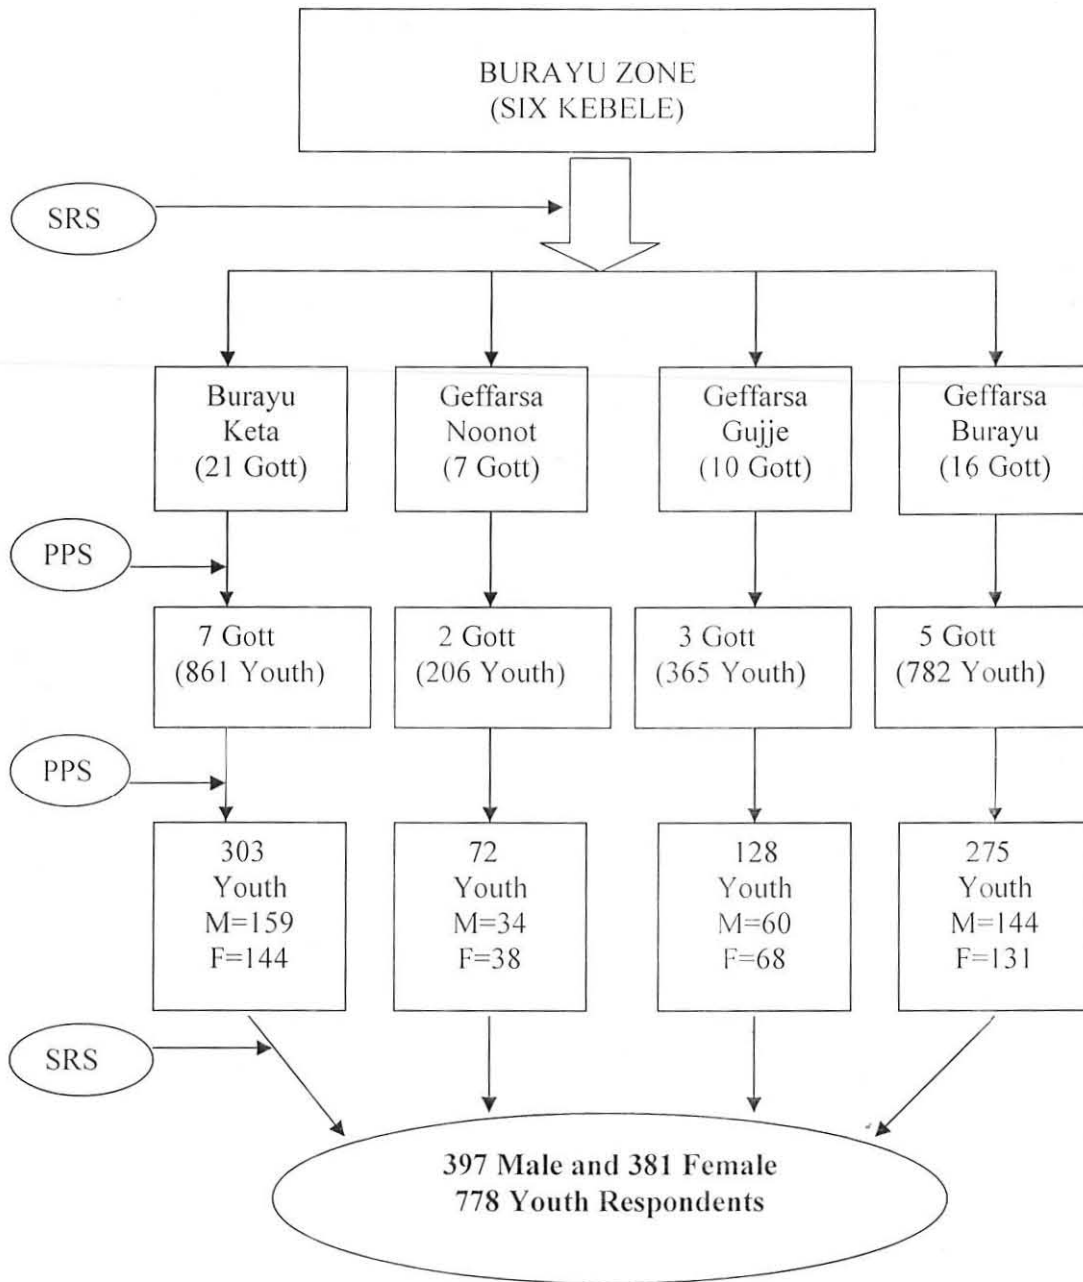 BURAYU ZONE
(SIX KEBELE)
SRS
Burayu
Keta
(21 Gott)
Geffarsa
Noonot
(7 Gott)
Geffarsa
Gujje
(10 Gott)
Geffarsa
Burayu
(16 Gott)
PPS
7 Gott
(861 Youth)
2 Gott
(206 Youth)
3 Gott
(365 Youth)
5 Gott
(782 Youth)
PPS
303
Youth
M=159
F=144
72
Youth
M=34
F=38
128
Youth
M=60
F=68
275
Youth
M=144
F=131
SRS
397 Male and 381 Female
778 Youth Respondents